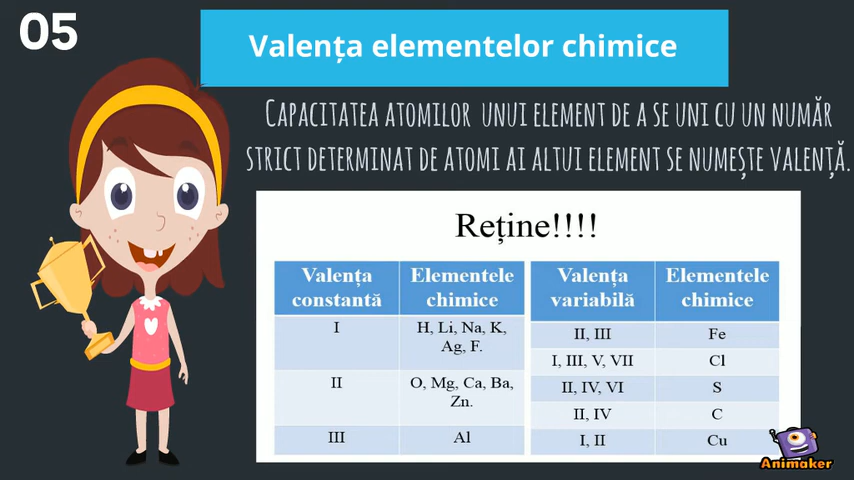 05
Valența elementelor chimice
Capacitatea atomilor unui element de a se uni cu un număr
strict determinat de atomi ai altui element se numește valență.
Reține!!!!
Valența constantă Elementele chimice
I H, Li, Na, K, Ag, F.
II O, Mg, Ca, Ba, Zn.
III Al
Valența variabilă Elementele chimice
II, III Fe
I, III, V, VII Cl
II, IV, VI S
II, IV C
I, II Cu
Animaker